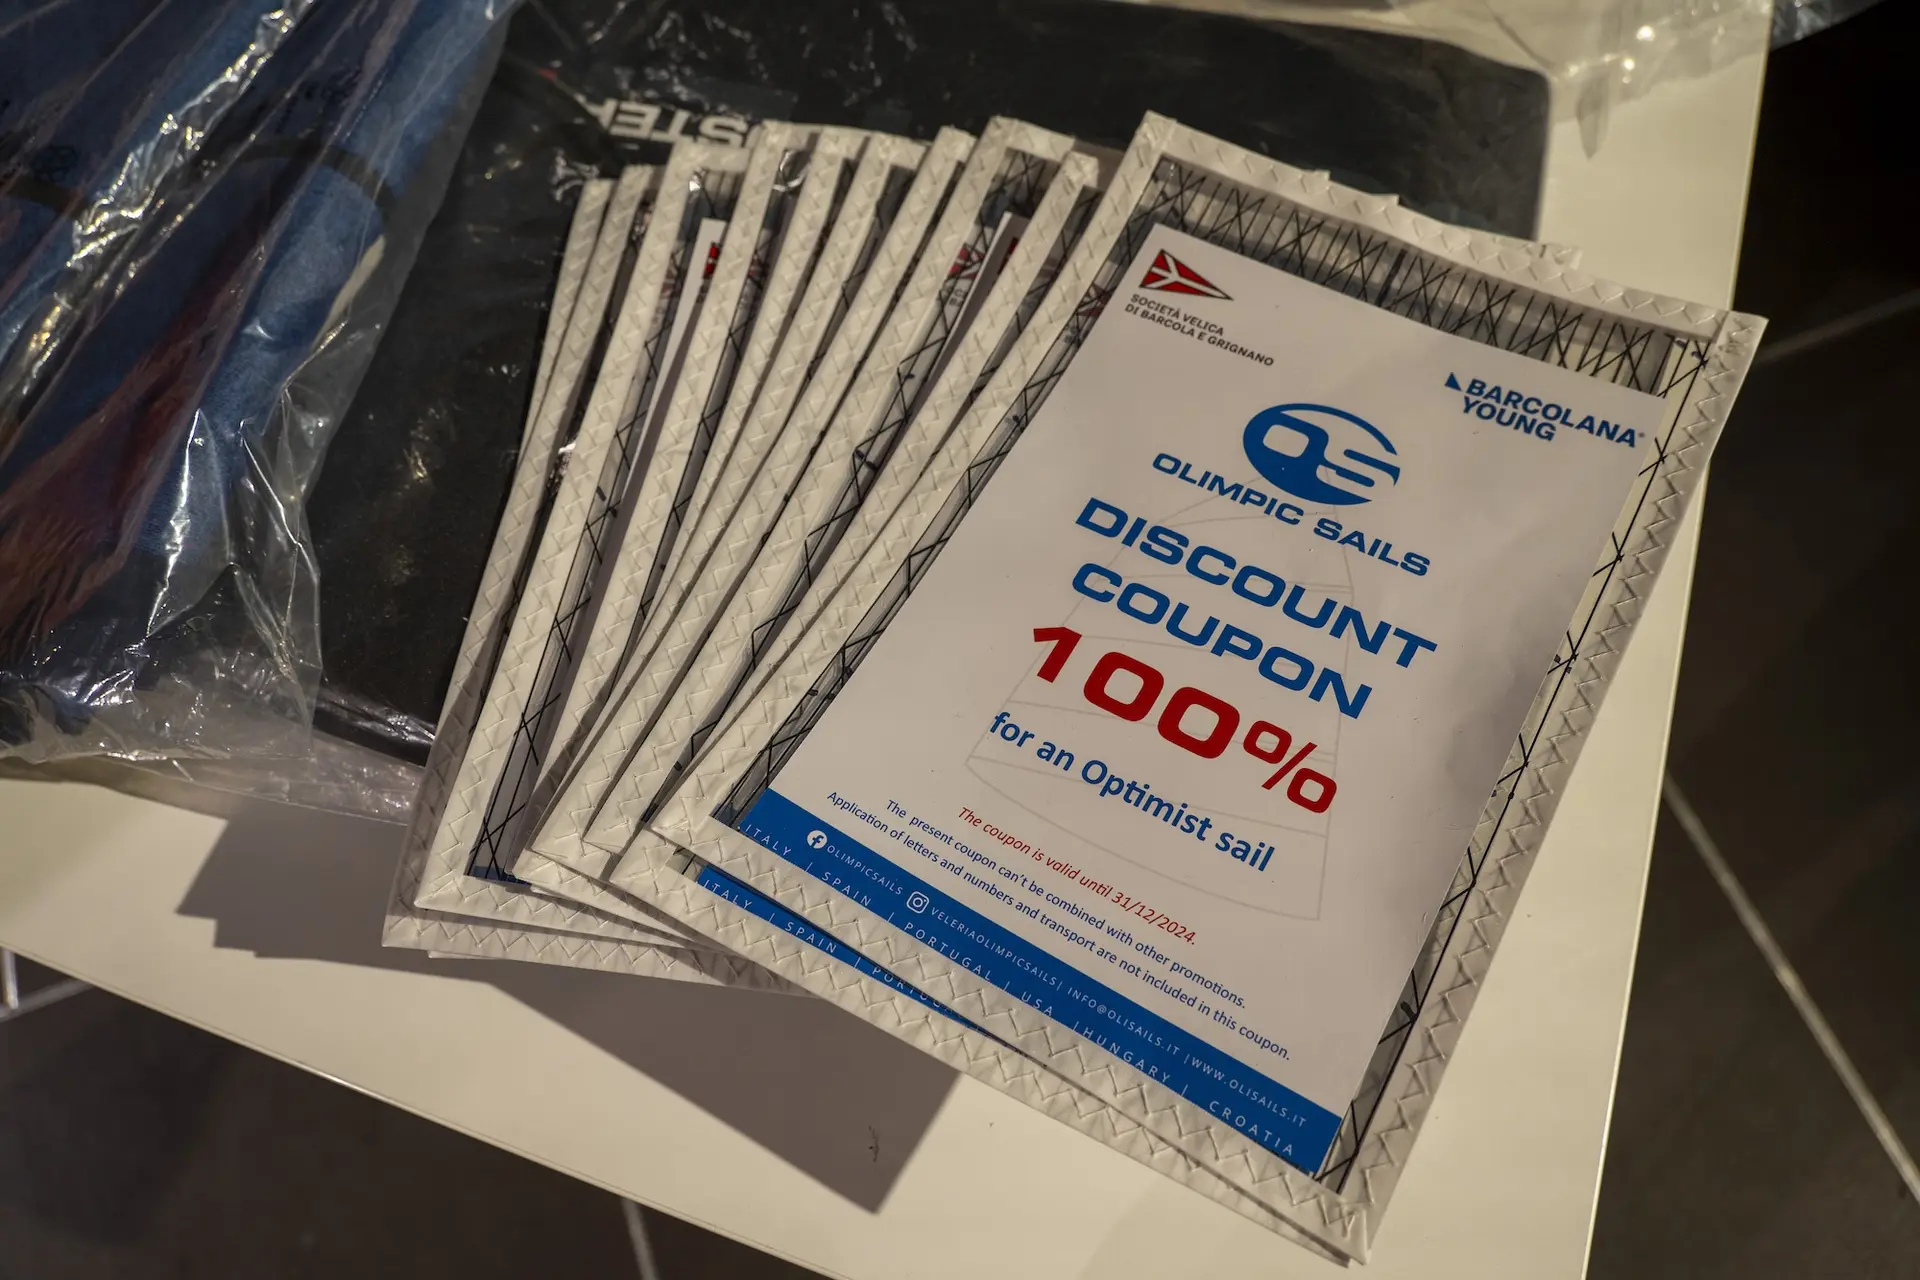 STE
SOCIETÀ VELICA
DI BARCOLA E GRIGNANO
BARCOLANA®
YOUNG
OS
OLIMPIC SAILS
DISCOUNT
COUPON
100%
for an Optimist sail
The coupon is valid until 31/12/2024.
The present coupon can't be combined with other promotions.
Application of letters and numbers and transport are not included in this coupon.
OLIMPICSAILS VELERIAOLIMPICSAILS| INFO@OLISAILS.IT |WWW.OLISAILS.IT
ITALY | SPAIN | PORTUGAL | USA |HUNGARY | CROATIA
ITALY | SPAIN |